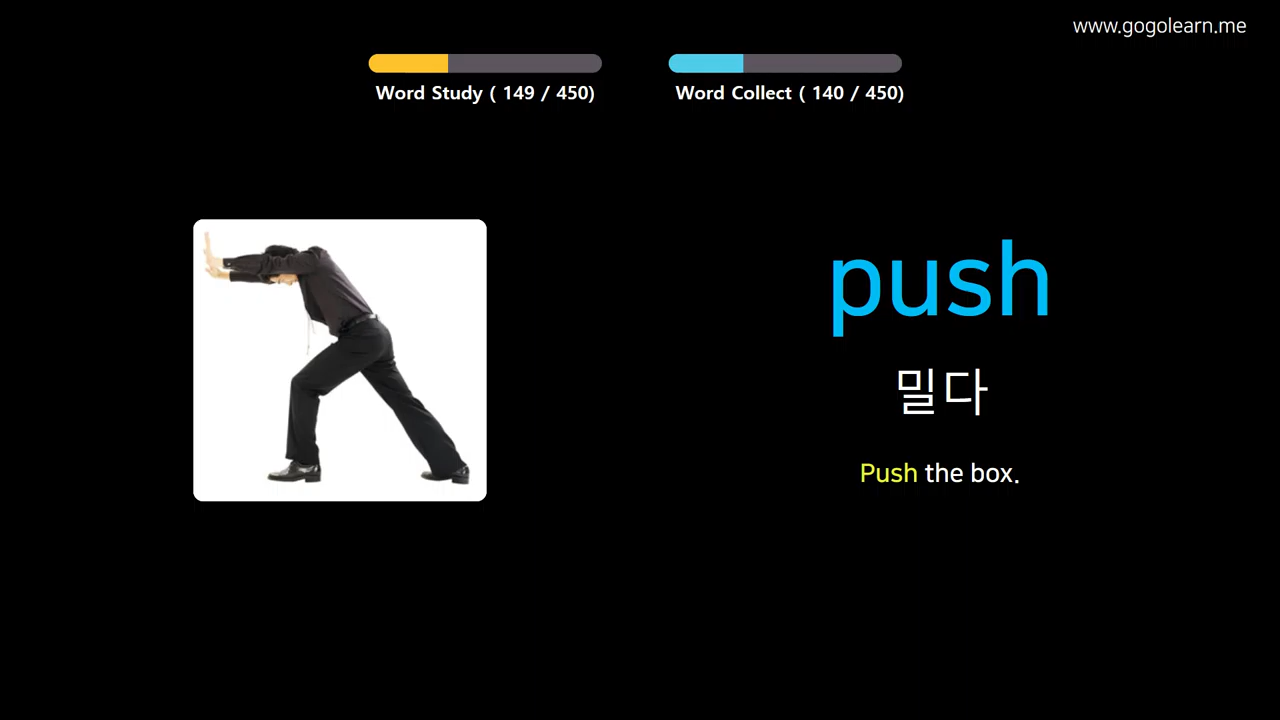 www.gogolearn.me
Word Study ( 149 / 450)
Word Collect ( 140 / 450)
push
밀다
Push the box.